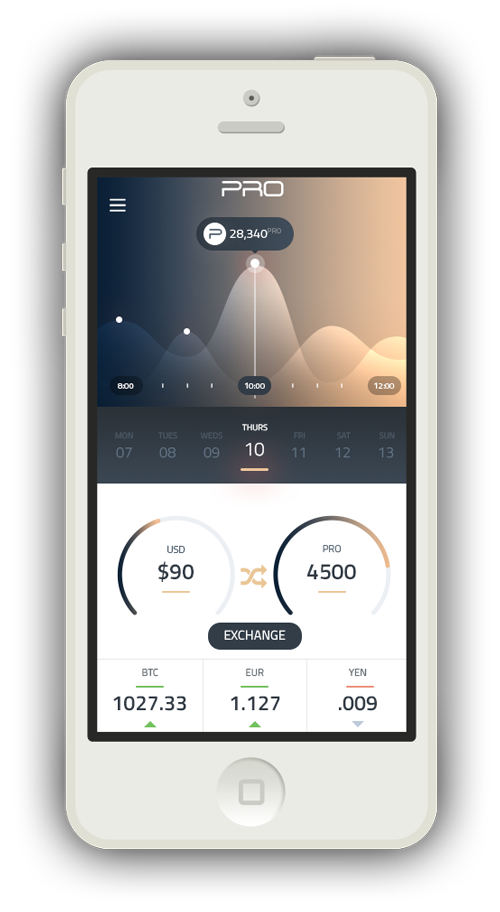 PRO
28,340 PRO
8:00 10:00 12:00
MON TUES WEDS THURS FRI SAT SUN
07 08 09 10 11 12 13
USD PRO
$90 4500
EXCHANGE
BTC EUR YEN
1027.33 1.127 .009